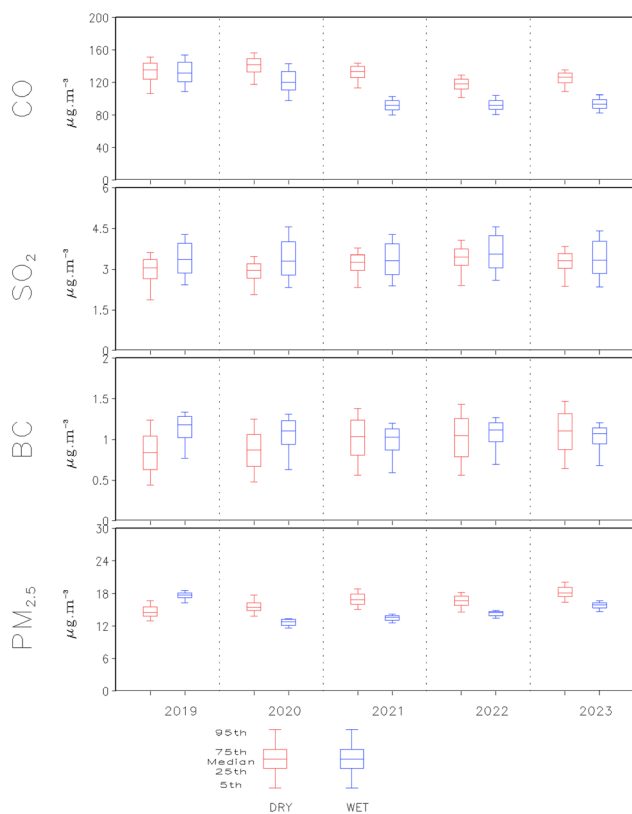 CO
μg.m⁻³
200
160
120
80
40
0
SO₂
μg.m⁻³
6
4.5
3
1.5
0
BC
μg.m⁻³
2
1.5
1
0.5
0
PM₂.₅
μg.m⁻³
30
24
18
12
6
0
2019 2020 2021 2022 2023
95th
75th
Median
25th
5th
DRY WET